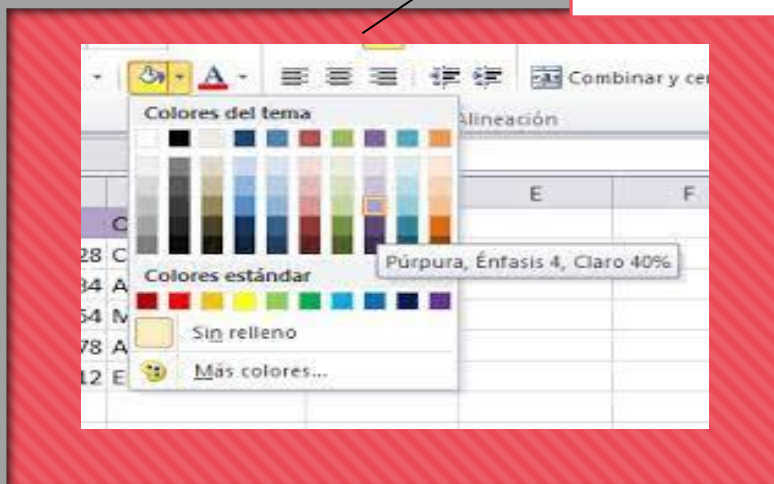 A
Combinar y ce
Colores del tema
Alineación
E F
C
28 C
34 A
54 M
78 A
12 E
Púrpura, Énfasis 4, Claro 40%
Colores estándar
Sin relleno
Más colores...